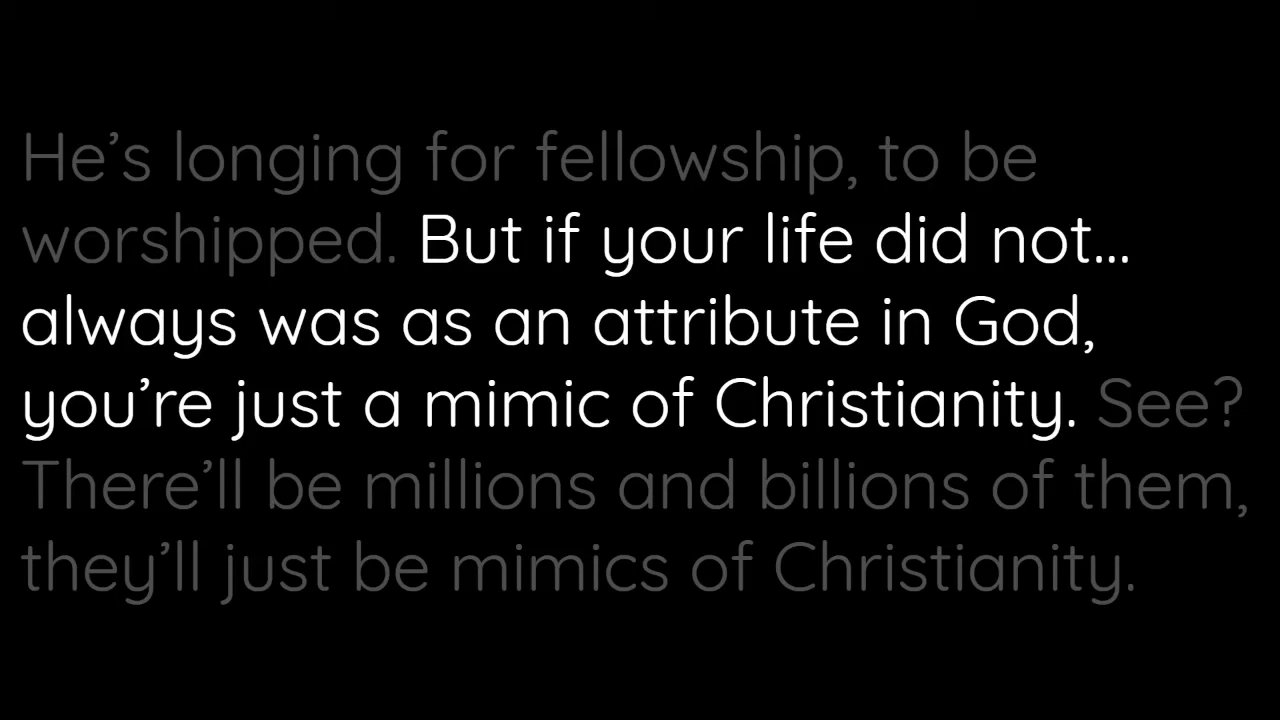 He’s longing for fellowship, to be
worshipped. But if your life did not...
always was as an attribute in God,
you’re just a mimic of Christianity. See?
There’ll be millions and billions of them,
they’ll just be mimics of Christianity.